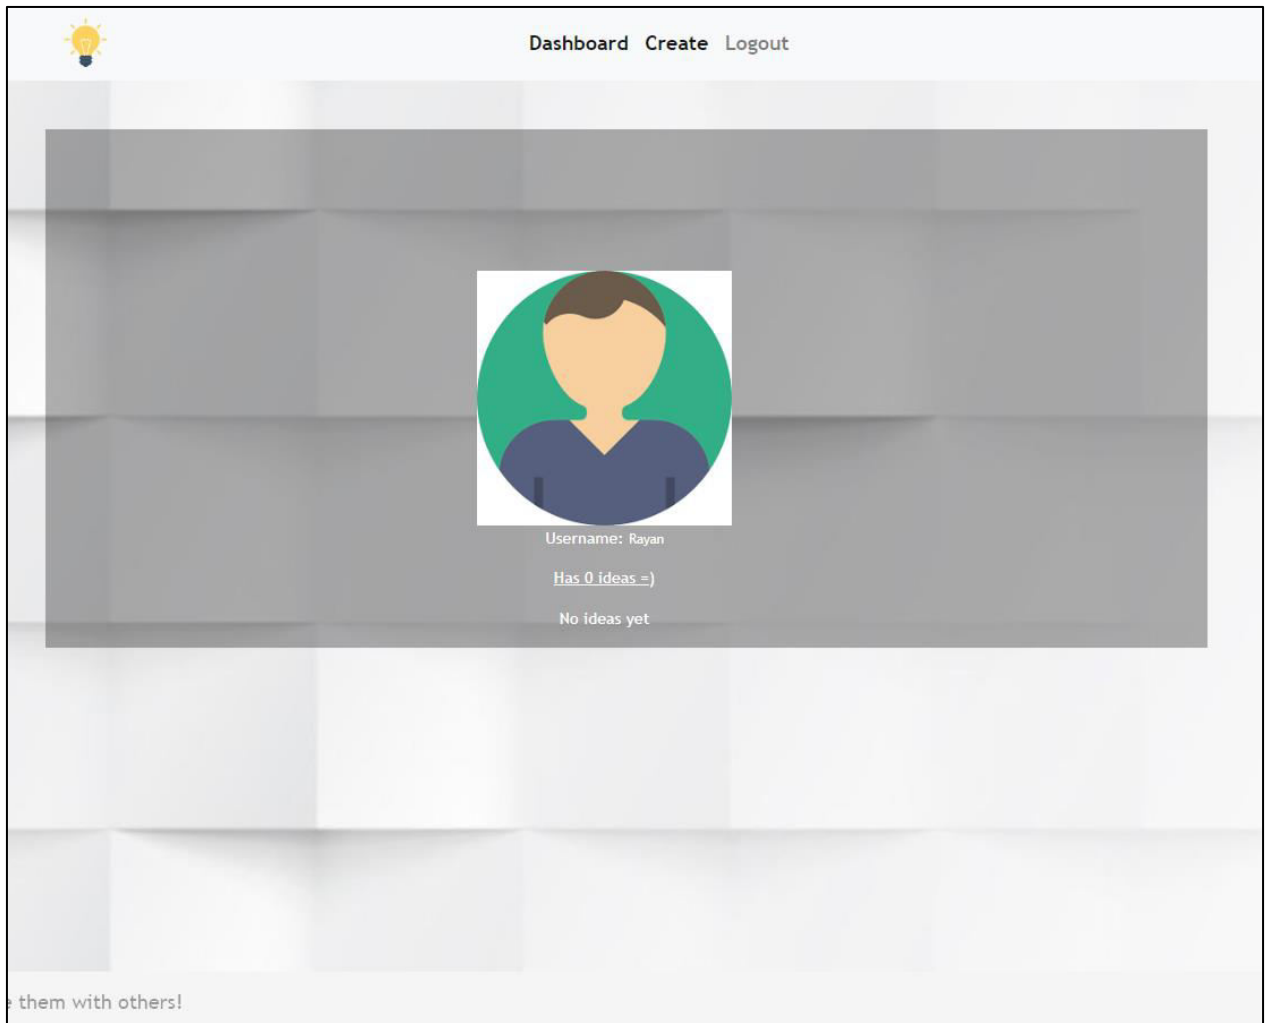 Dashboard Create Logout
Username: Rayan
Has 0 ideas =)
No ideas yet
them with others!